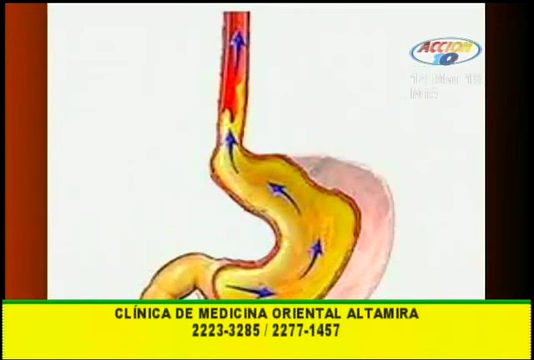 ACCION
10
CLÍNICA DE MEDICINA ORIENTAL ALTAMIRA
2223-3285 / 2277-1457